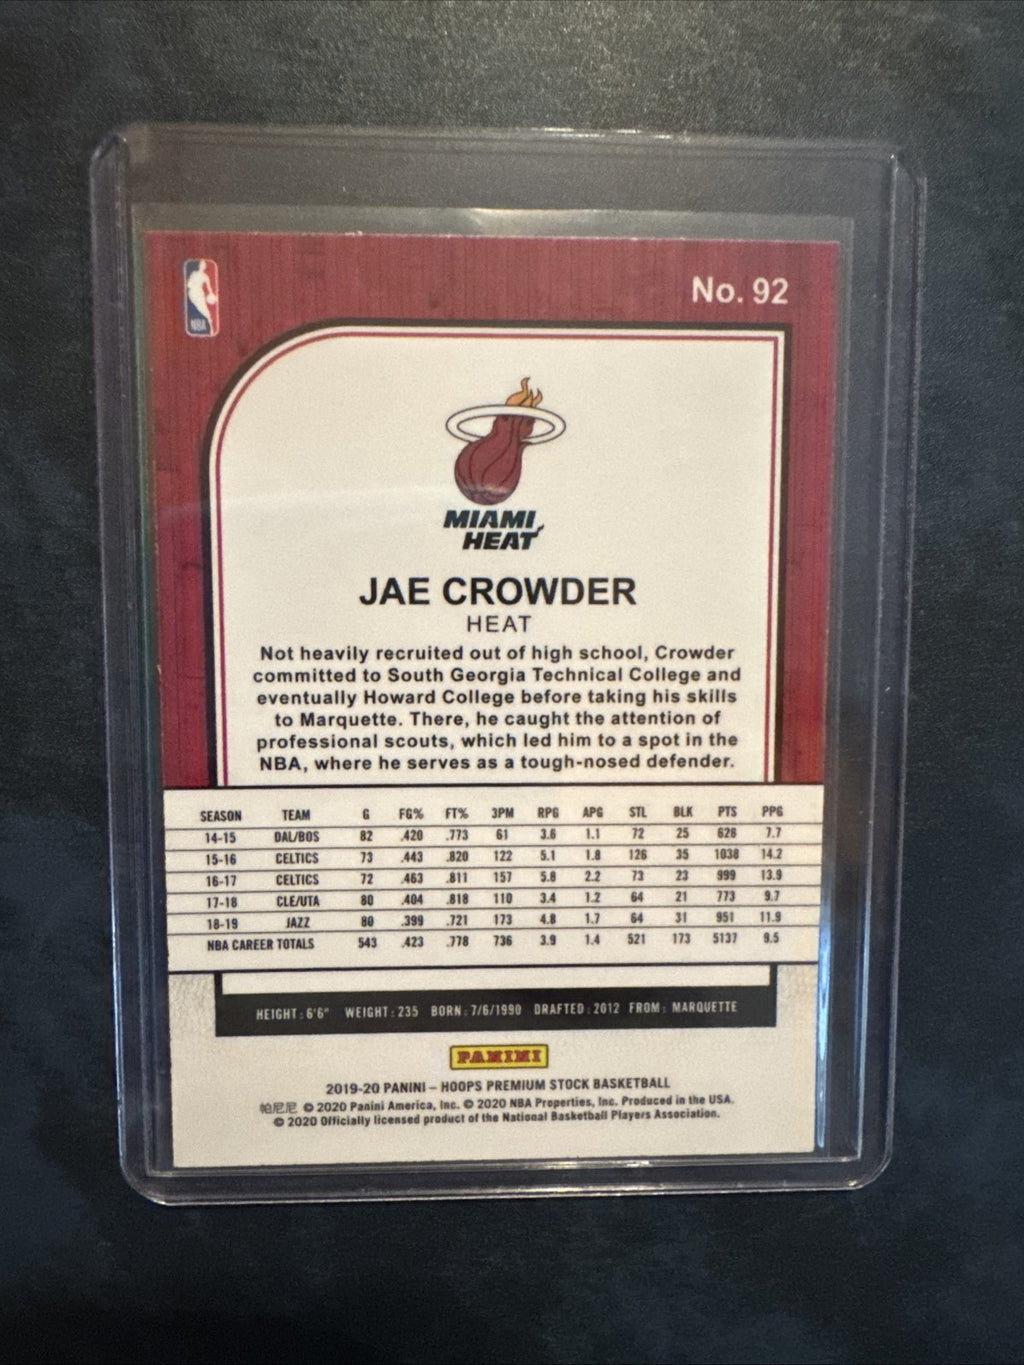 No. 92
NBA
MIAMI
HEAT
JAE CROWDER
HEAT
Not heavily recruited out of high school, Crowder
committed to South Georgia Technical College and
eventually Howard College before taking his skills
to Marquette. There, he caught the attention of
professional scouts, which led him to a spot in the
NBA, where he serves as a tough-nosed defender.
SEASON TEAM G FG% FT% 3PM RPG APG STL BLK PTS PPG
14-15 DAL/BOS 82 .420 .773 61 3.6 1.1 72 25 628 7.7
15-16 CELTICS 73 .443 .820 122 5.1 1.8 126 35 1038 14.2
16-17 CELTICS 72 .463 .811 157 5.8 2.2 73 23 999 13.9
17-18 CLE/UTA 80 .404 .818 110 3.4 1.2 64 21 773 9.7
18-19 JAZZ 80 .399 .721 173 4.8 1.7 64 31 951 11.9
NBA CAREER TOTALS 543 .423 .778 736 3.9 1.4 521 173 5137 9.5
HEIGHT: 6'6" WEIGHT: 235 BORN: 7/6/1990 DRAFTED: 2012 FROM: MARQUETTE
PANINI
2019-20 PANINI – HOOPS PREMIUM STOCK BASKETBALL
帕尼尼 © 2020 Panini America, Inc. © 2020 NBA Properties, Inc. Produced in the USA.
© 2020 Officially licensed product of the National Basketball Players Association.